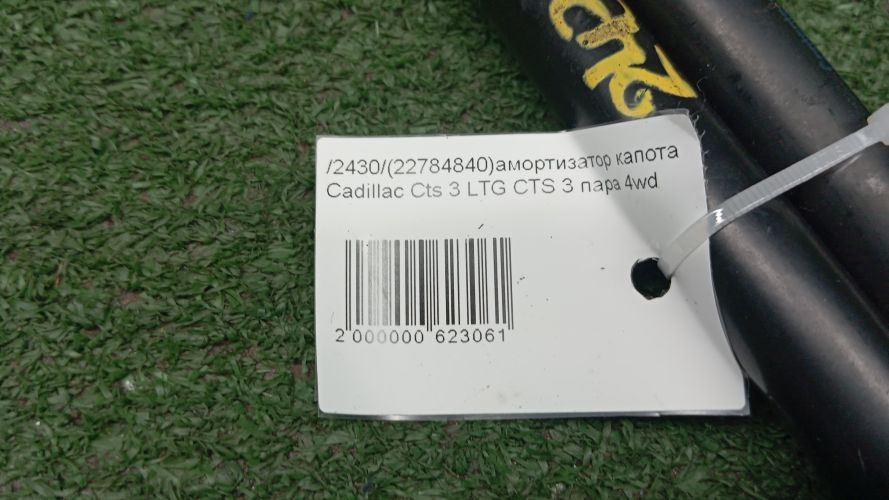 /2430/(22784840)амортизатор капота
Cadillac Cts 3 LTG CTS 3 пара 4wd
2 000000 623061